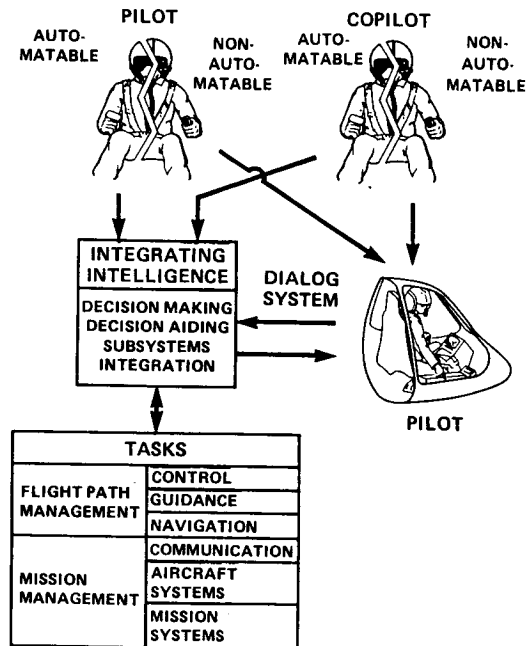 PILOT
COPILOT
AUTO-
MATABLE
NON-
AUTO-
MATABLE
AUTO-
MATABLE
NON-
AUTO-
MATABLE
INTEGRATING
INTELLIGENCE
DECISION MAKING
DECISION AIDING
SUBSYSTEMS
INTEGRATION
DIALOG
SYSTEM
PILOT
TASKS
FLIGHT PATH
MANAGEMENT
CONTROL
GUIDANCE
NAVIGATION
MISSION
MANAGEMENT
COMMUNICATION
AIRCRAFT
SYSTEMS
MISSION
SYSTEMS